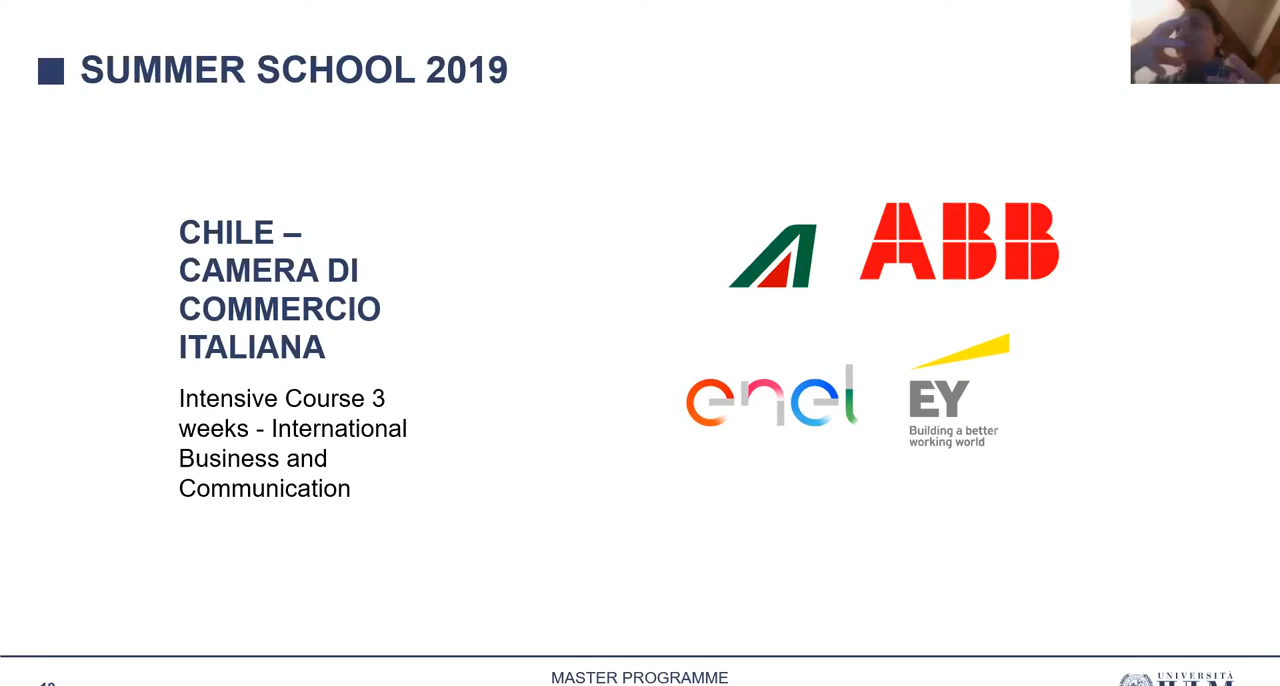 SUMMER SCHOOL 2019
CHILE –
CAMERA DI
COMMERCIO
ITALIANA
Intensive Course 3
weeks - International
Business and
Communication
ABB
enel
EY
Building a better
working world
MASTER PROGRAMME
UNIVERSITÀ